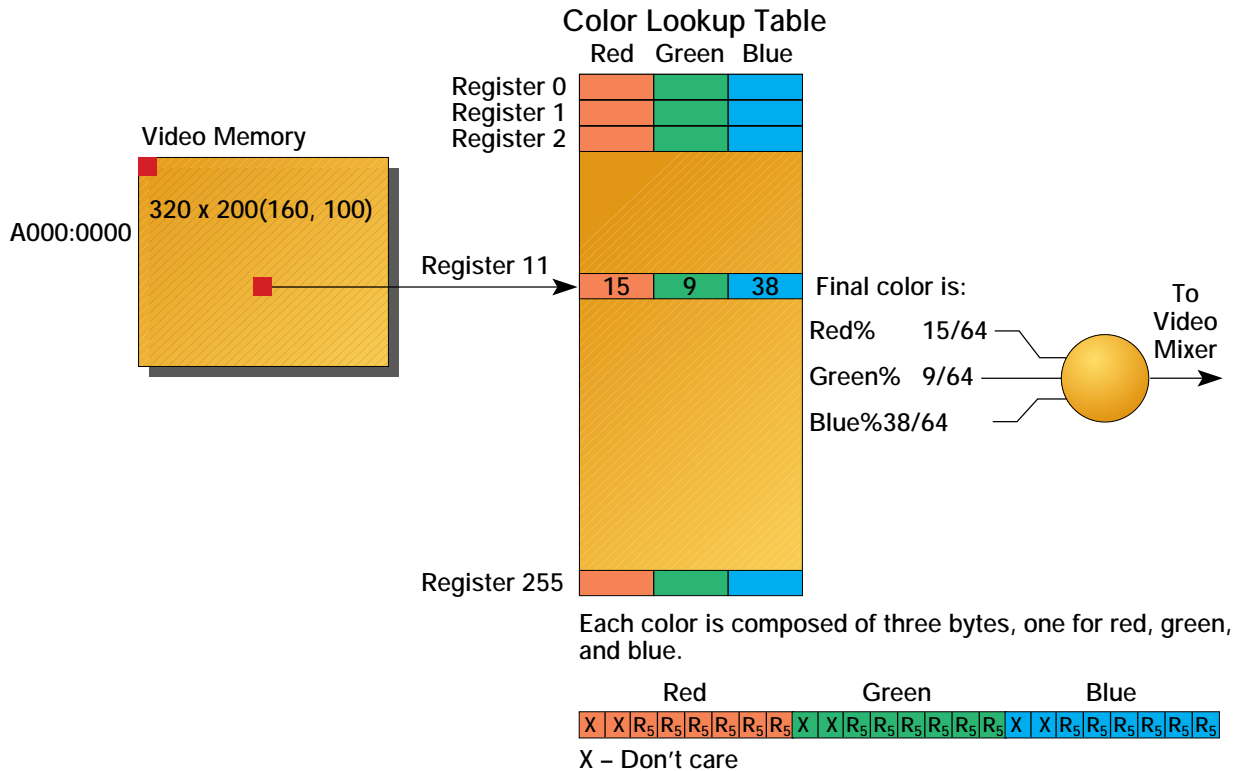 Color Lookup Table
Red Green Blue
Register 0
Register 1
Register 2
Video Memory
320 x 200(160, 100)
A000:0000
Register 11
15 9 38
Final color is:
Red% 15/64
Green% 9/64
Blue%38/64
To
Video
Mixer
Register 255
Each color is composed of three bytes, one for red, green,
and blue.
Red Green Blue
X X R5 R5 R5 R5 R5 R5 X X R5 R5 R5 R5 R5 R5 X X R5 R5 R5 R5 R5 R5
X – Don't care